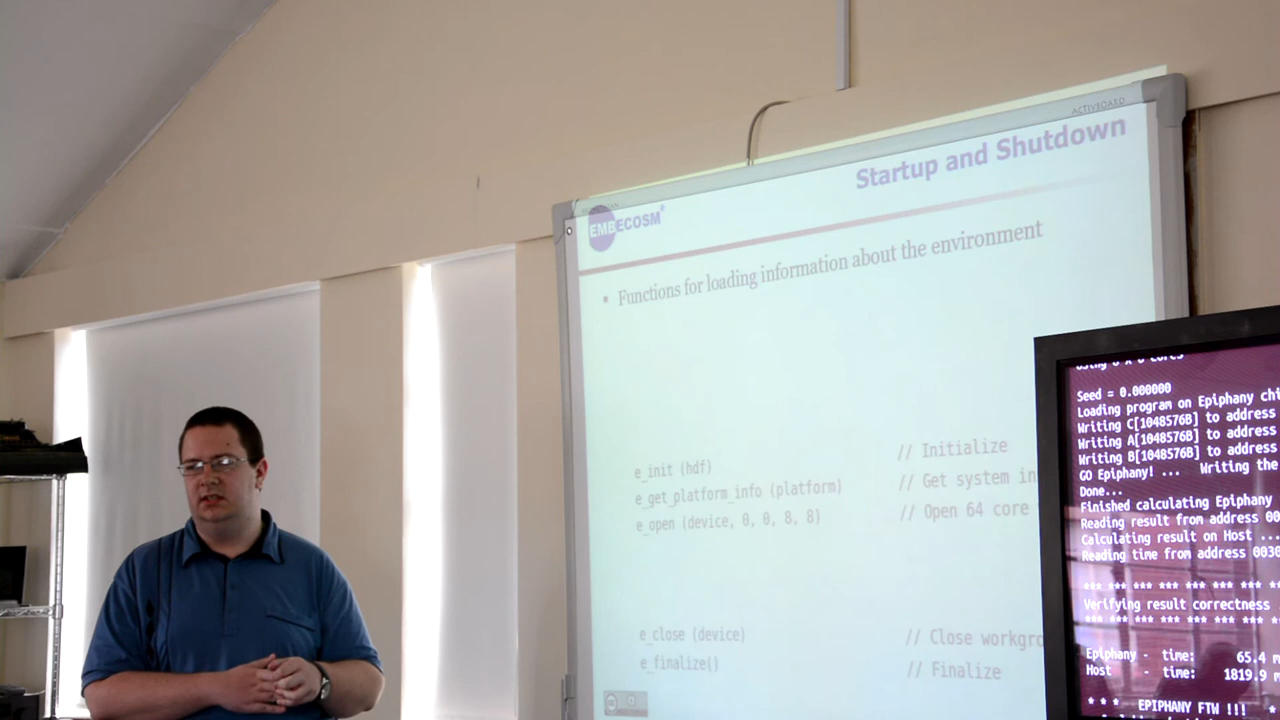 ACTIVBOARD
Startup and Shutdown
EMBECOSM®
▪ Functions for loading information about the environment
e_init (hdf) // Initialize
e_get_platform_info (platform) // Get system in
e_open (device, 0, 0, 8, 8) // Open 64 core
e_close (device) // Close workgro
e_finalize() // Finalize
Seed = 0.000000
Loading program on Epiphany chi
Writing C[1048576B] to address
Writing A[1048576B] to address
Writing B[1048576B] to address
GO Epiphany! ... Writing the
Done...
Finished calculating Epiphany
Reading result from address 00
Calculating result on Host ...
Reading time from address 0030
*** *** *** *** *** *** ***
Verifying result correctness
*** *** *** *** *** *** ***
Epiphany - time: 65.4 m
Host - time: 1819.9 m
* * * EPIPHANY FTW !!! *